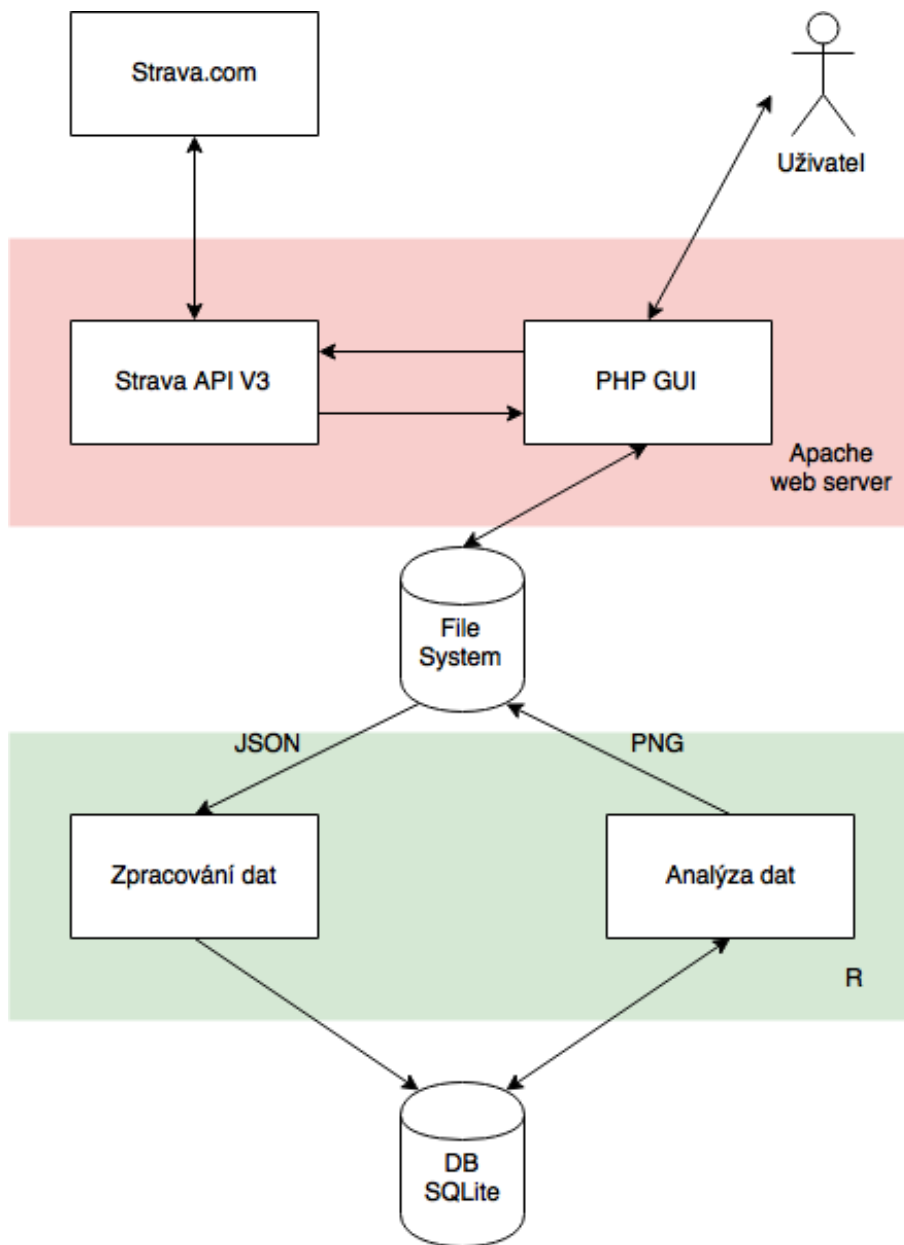 Strava.com
Uživatel
Strava API V3
PHP GUI
Apache
web server
File
System
JSON
PNG
Zpracování dat
Analýza dat
R
DB
SQLite